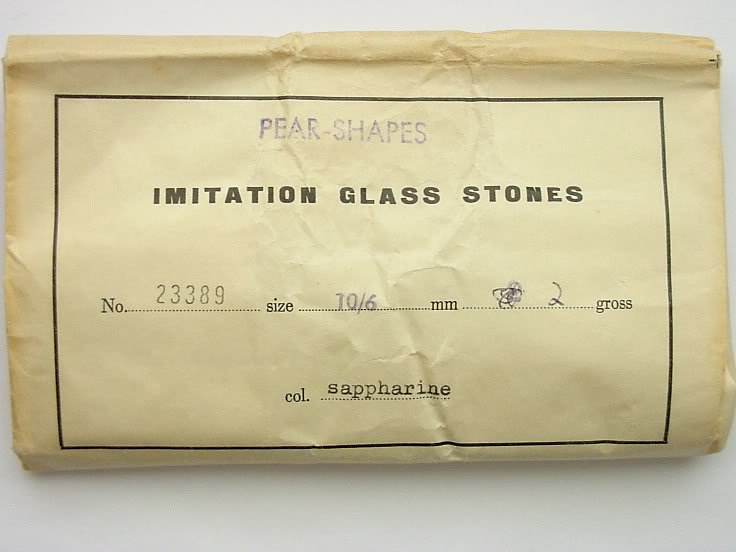 PEAR-SHAPES
IMITATION GLASS STONES
No. 23389 size 10/6 mm 2 gross
col. sappharine